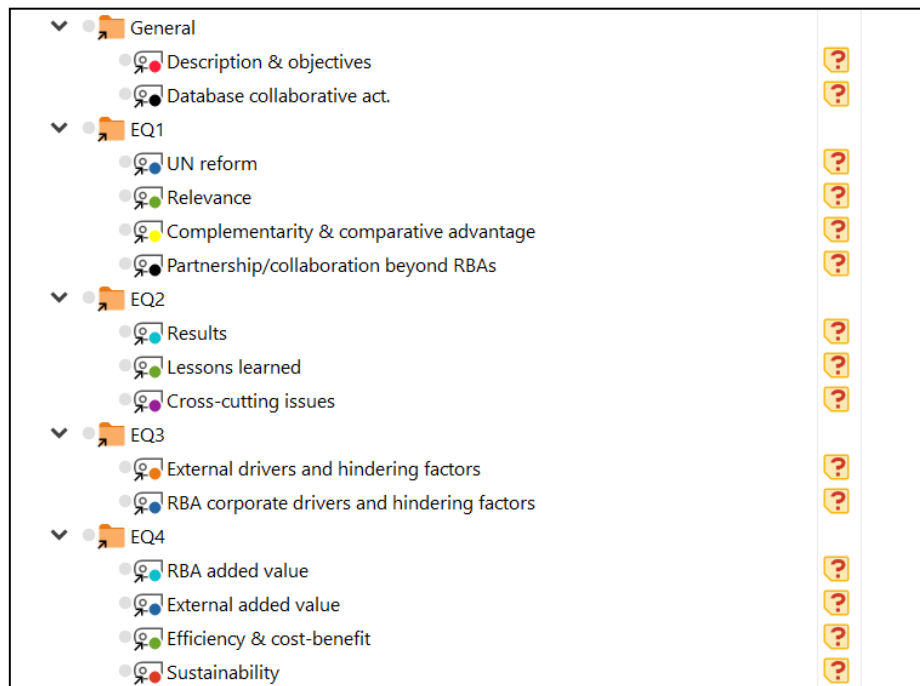 General
Description & objectives
Database collaborative act.
EQ1
UN reform
Relevance
Complementarity & comparative advantage
Partnership/collaboration beyond RBAs
EQ2
Results
Lessons learned
Cross-cutting issues
EQ3
External drivers and hindering factors
RBA corporate drivers and hindering factors
EQ4
RBA added value
External added value
Efficiency & cost-benefit
Sustainability